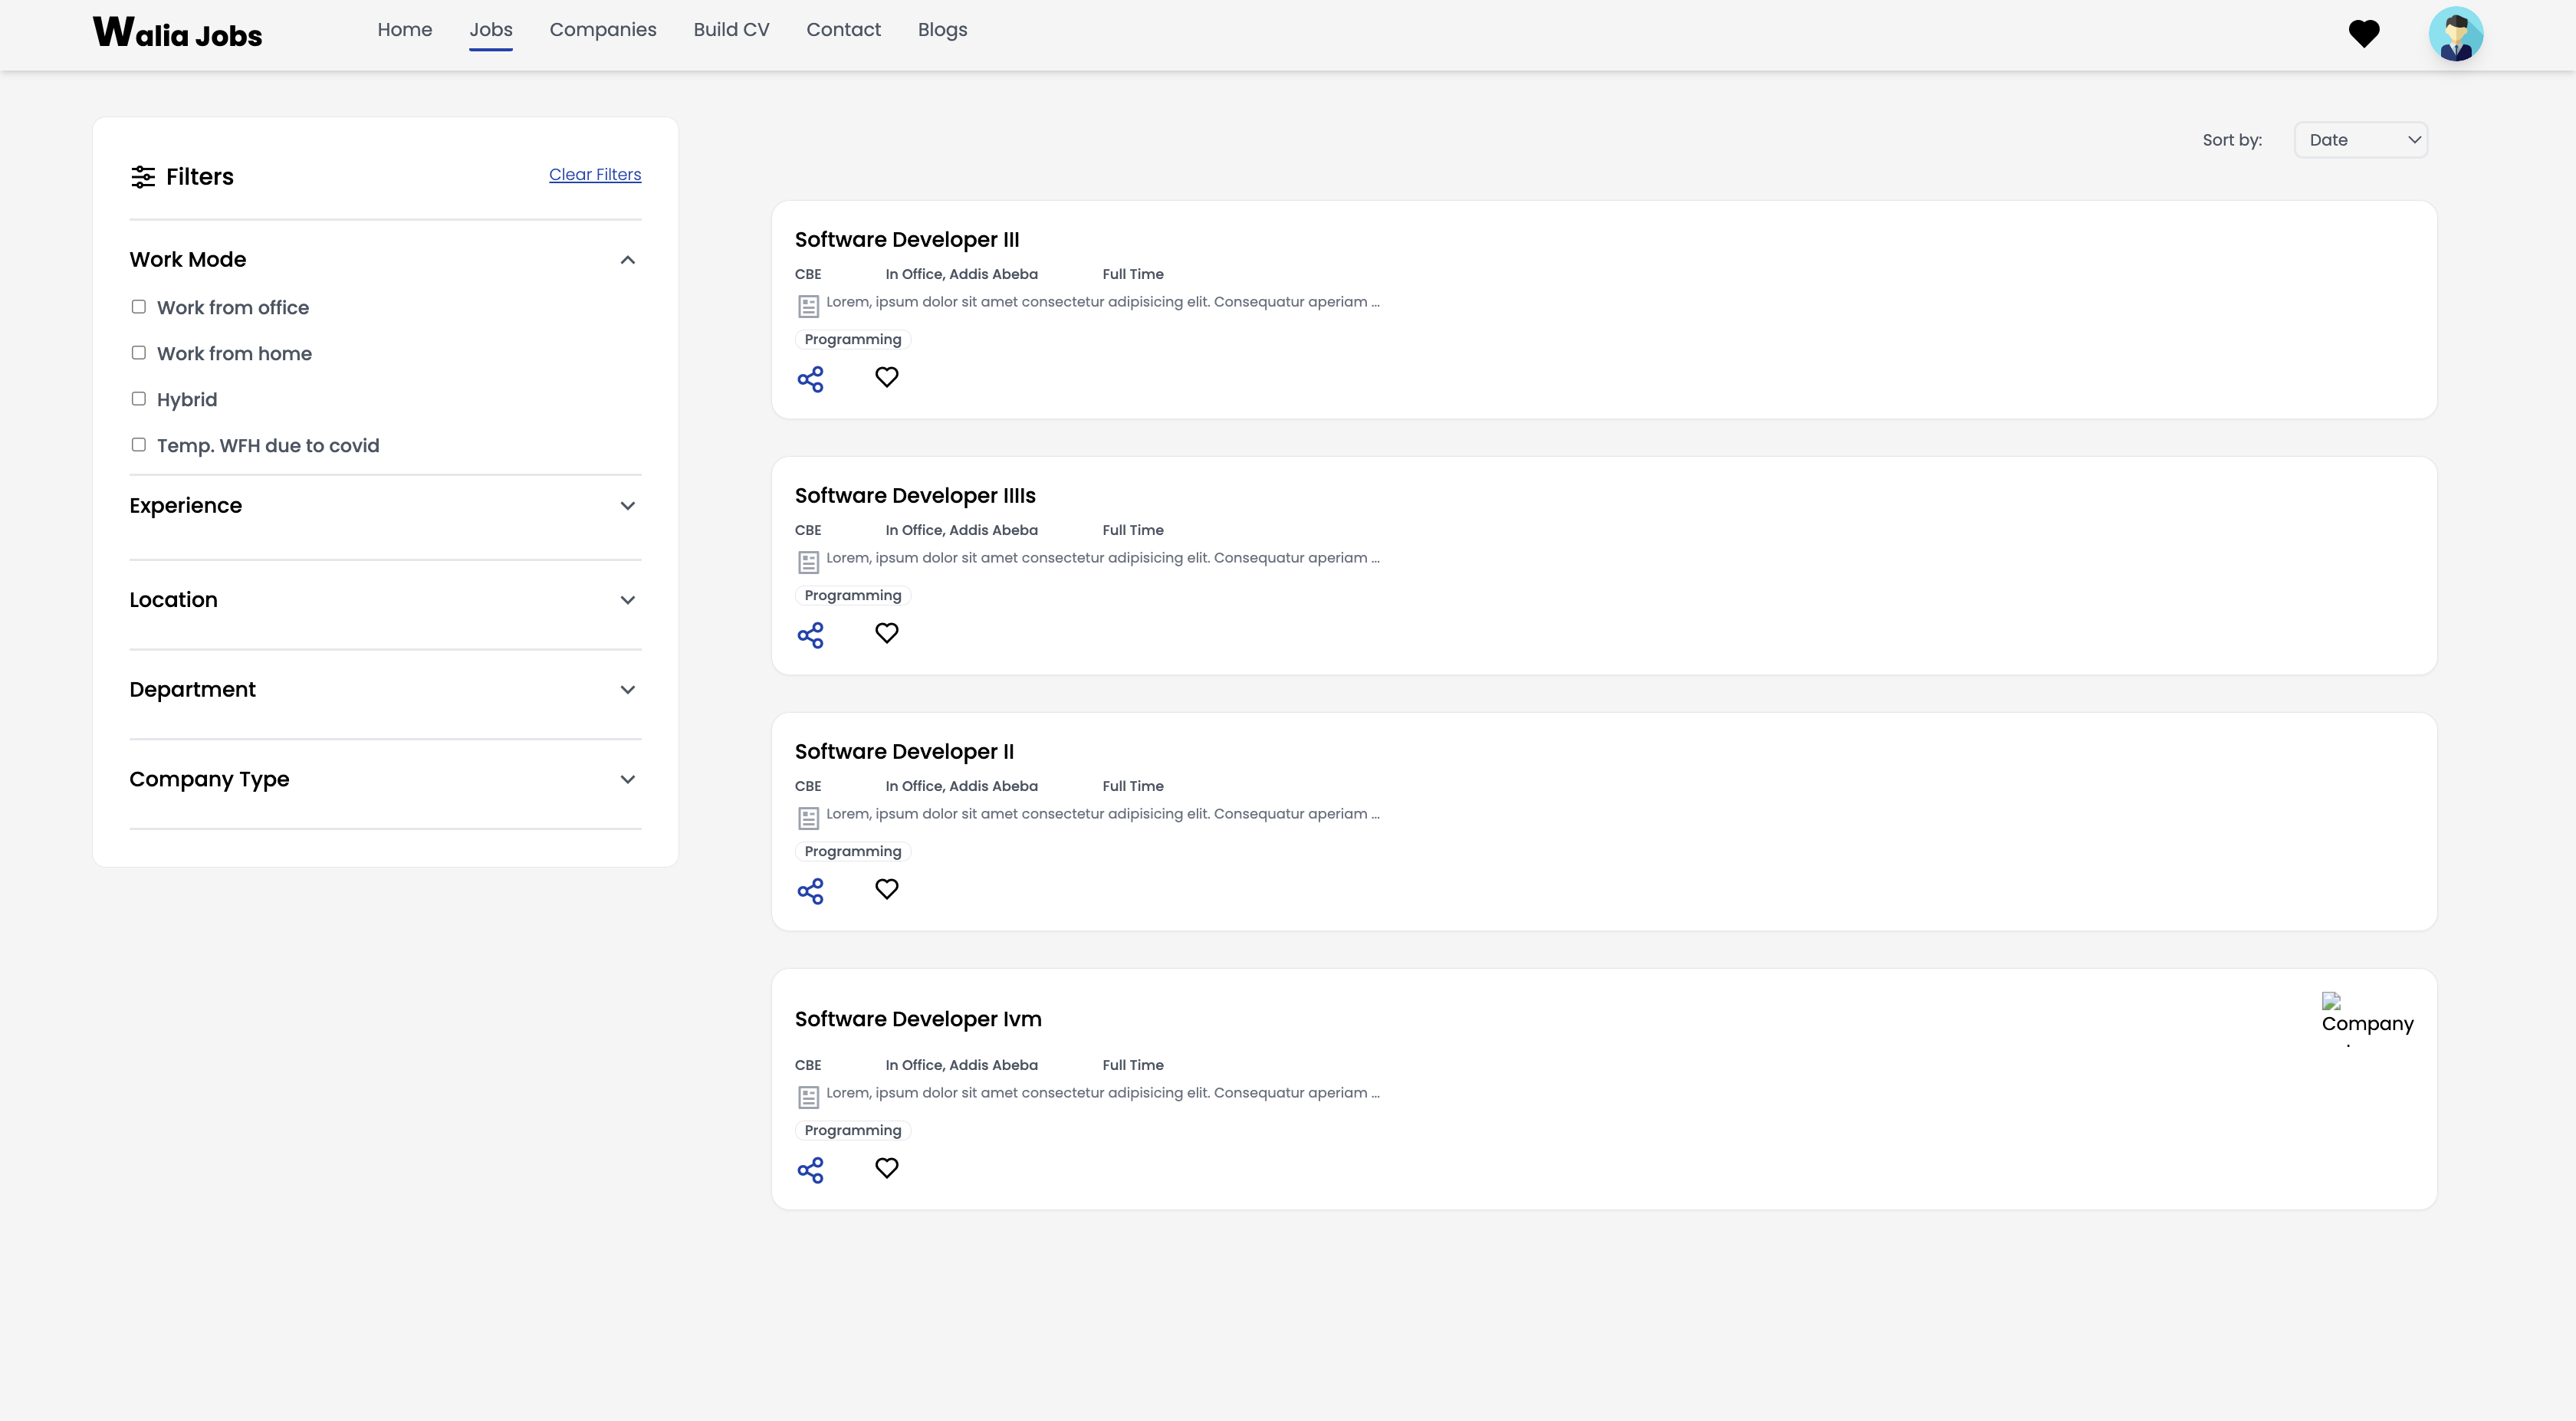 Walia Jobs
Home Jobs Companies Build CV Contact Blogs
Filters Clear Filters
Work Mode
Work from office
Work from home
Hybrid
Temp. WFH due to covid
Experience
Location
Department
Company Type
Sort by: Date
Software Developer III
CBE In Office, Addis Abeba Full Time
Lorem, ipsum dolor sit amet consectetur adipisicing elit. Consequatur aperiam ...
Programming
Software Developer IIIIs
CBE In Office, Addis Abeba Full Time
Lorem, ipsum dolor sit amet consectetur adipisicing elit. Consequatur aperiam ...
Programming
Software Developer II
CBE In Office, Addis Abeba Full Time
Lorem, ipsum dolor sit amet consectetur adipisicing elit. Consequatur aperiam ...
Programming
Software Developer Ivm
Company
CBE In Office, Addis Abeba Full Time
Lorem, ipsum dolor sit amet consectetur adipisicing elit. Consequatur aperiam ...
Programming